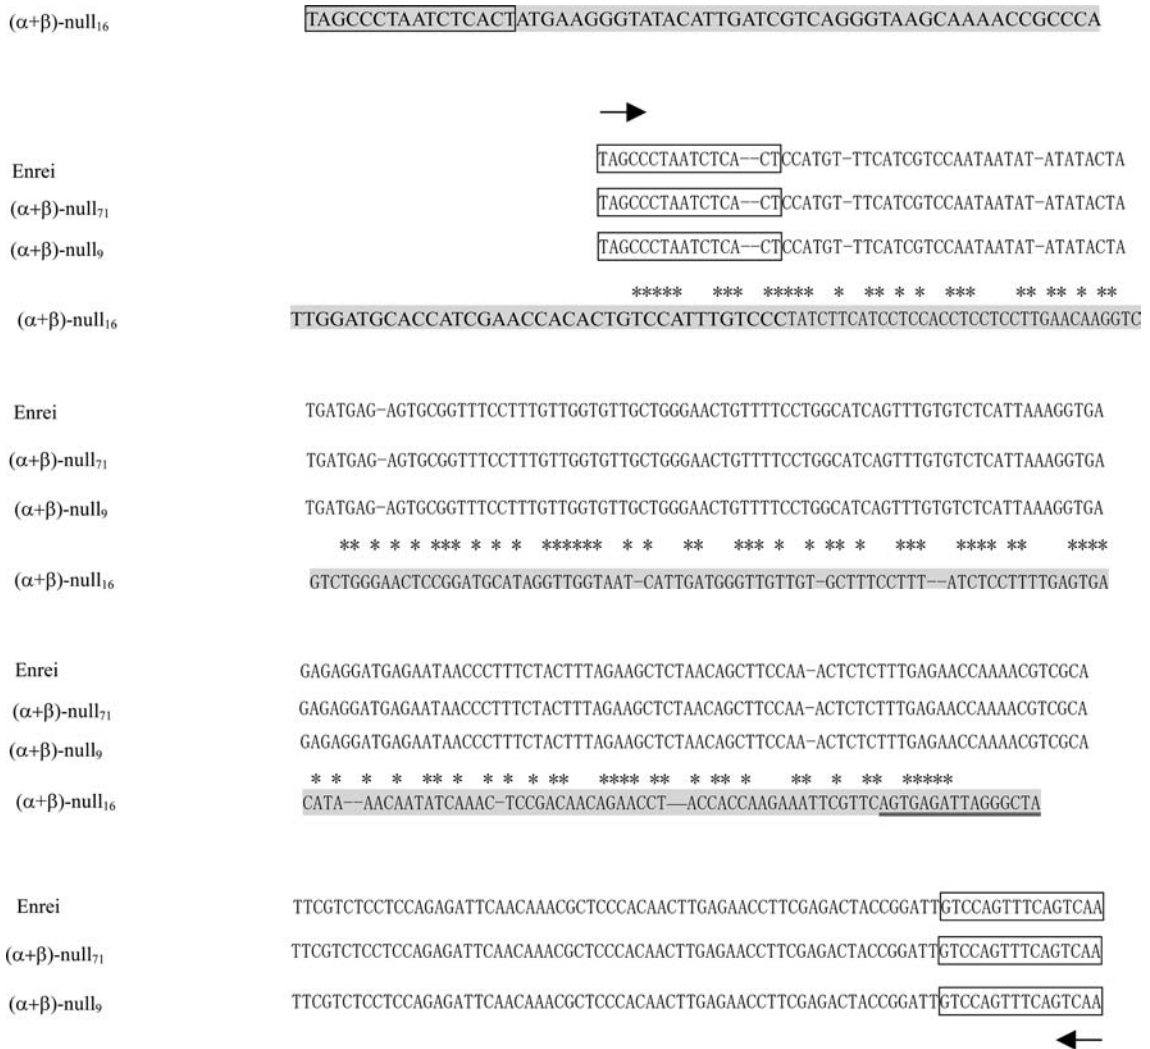 (α+β)-null16 TAGCCCTAATCTCACTATGAAGGGTATACATTGATCGTCAGGGTAAGCAAAACCGCCCA
Enrei TAGCCCTAATCTCA--CTCCATGT-TTCATCGTCCAATAATAT-ATATACTA
(α+β)-null71 TAGCCCTAATCTCA--CTCCATGT-TTCATCGTCCAATAATAT-ATATACTA
(α+β)-null9 TAGCCCTAATCTCA--CTCCATGT-TTCATCGTCCAATAATAT-ATATACTA
***** *** ***** * ** * * *** ** ** * **
(α+β)-null16 TTGGATGCACCATCGAACCACACTGTCCATTTGTCCCTATCTTCATCCTCCACCTCCTCCTTGAACAAGGTC
Enrei TGATGAG-AGTGCGGTTTCCTTTGTTGGTGTTGCTGGGAACTGTTTTCCTGGCATCAGTTTGTGTCTCATTAAAGGTGA
(α+β)-null71 TGATGAG-AGTGCGGTTTCCTTTGTTGGTGTTGCTGGGAACTGTTTTCCTGGCATCAGTTTGTGTCTCATTAAAGGTGA
(α+β)-null9 TGATGAG-AGTGCGGTTTCCTTTGTTGGTGTTGCTGGGAACTGTTTTCCTGGCATCAGTTTGTGTCTCATTAAAGGTGA
** * * * *** * * * ****** * * ** *** * * ** * *** **** ** ****
(α+β)-null16 GTCTGGGAACTCCGGATGCATAGGTTGGTAAT-CATTGATGGGTTGTTGT-GCTTTCCTTT--ATCTCCTTTTGAGTGA
Enrei GAGAGGATGAGAATAACCCTTTCTACTTTAGAAGCTCTAACAGCTTCCAA-ACTCTCTTTGAGAACCAAAACGTCGCA
(α+β)-null71 GAGAGGATGAGAATAACCCTTTCTACTTTAGAAGCTCTAACAGCTTCCAA-ACTCTCTTTGAGAACCAAAACGTCGCA
(α+β)-null9 GAGAGGATGAGAATAACCCTTTCTACTTTAGAAGCTCTAACAGCTTCCAA-ACTCTCTTTGAGAACCAAAACGTCGCA
* * * * ** * * * * ** **** ** * ** * ** * ** *****
(α+β)-null16 CATA--AACAATATCAAAC-TCCGACAACAGAACCT--ACCACCAAGAAATTCGTTCAGTGAGATTAGGGCTA
Enrei TTCGTCTCCTCCAGAGATTCAACAAACGCTCCCACAACTTGAGAACCTTCGAGACTACCGGATTGTCCAGTTTCAGTCAA
(α+β)-null71 TTCGTCTCCTCCAGAGATTCAACAAACGCTCCCACAACTTGAGAACCTTCGAGACTACCGGATTGTCCAGTTTCAGTCAA
(α+β)-null9 TTCGTCTCCTCCAGAGATTCAACAAACGCTCCCACAACTTGAGAACCTTCGAGACTACCGGATTGTCCAGTTTCAGTCAA